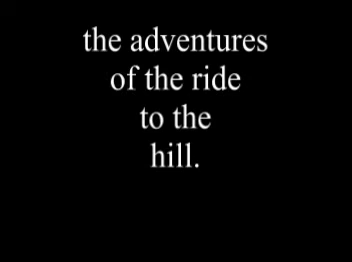 the adventures
of the ride
to the
hill.